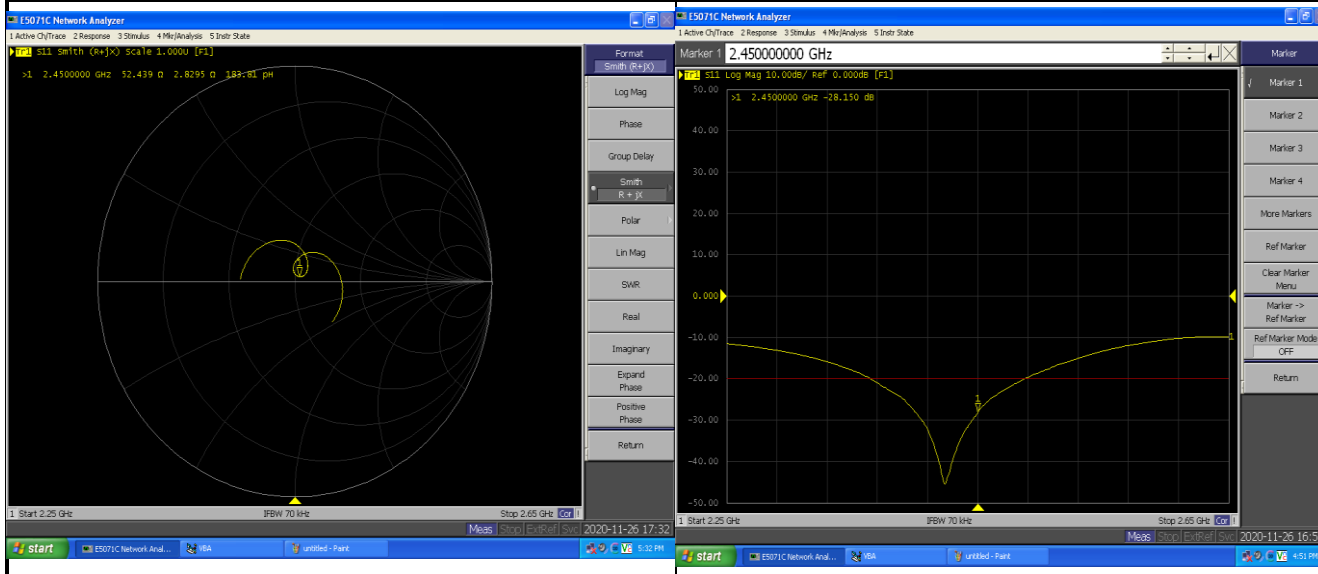 E5071C Network Analyzer
1 Active Ch/Trace 2 Response 3 Stimulus 4 Mkr/Analysis 5 Instr State
Tr1 S11 Smith (R+jX) Scale 1.000U [F1]
>1 2.4500000 GHz 52.439 Ω 2.8295 Ω 183.81 pH
1
Format
Smith (R+jX)
Log Mag
Phase
Group Delay
Smith
R + jX
Polar
Lin Mag
SWR
Real
Imaginary
Expand
Phase
Positive
Phase
Return
1 Start 2.25 GHz IFBW 70 kHz Stop 2.65 GHz Cor !
Meas Stop ExtRef Svc 2020-11-26 17:32
start E5071C Network Anal... VBA untitled - Paint 5:32 PM
E5071C Network Analyzer
1 Active Ch/Trace 2 Response 3 Stimulus 4 Mkr/Analysis 5 Instr State
Marker 1 2.450000000 GHz
Tr1 S11 Log Mag 10.00dB/ Ref 0.000dB [F1]
>1 2.4500000 GHz -28.150 dB
50.00
40.00
30.00
20.00
10.00
0.000
-10.00
-20.00
-30.00
-40.00
-50.00
1
1
Marker
√ Marker 1
Marker 2
Marker 3
Marker 4
More Markers
Ref Marker
Clear Marker
Menu
Marker ->
Ref Marker
Ref Marker Mode
OFF
Return
1 Start 2.25 GHz IFBW 70 kHz Stop 2.65 GHz Cor !
Meas Stop ExtRef Svc 2020-11-26 16:5
start E5071C Network Anal... VBA untitled - Paint 4:51 PM